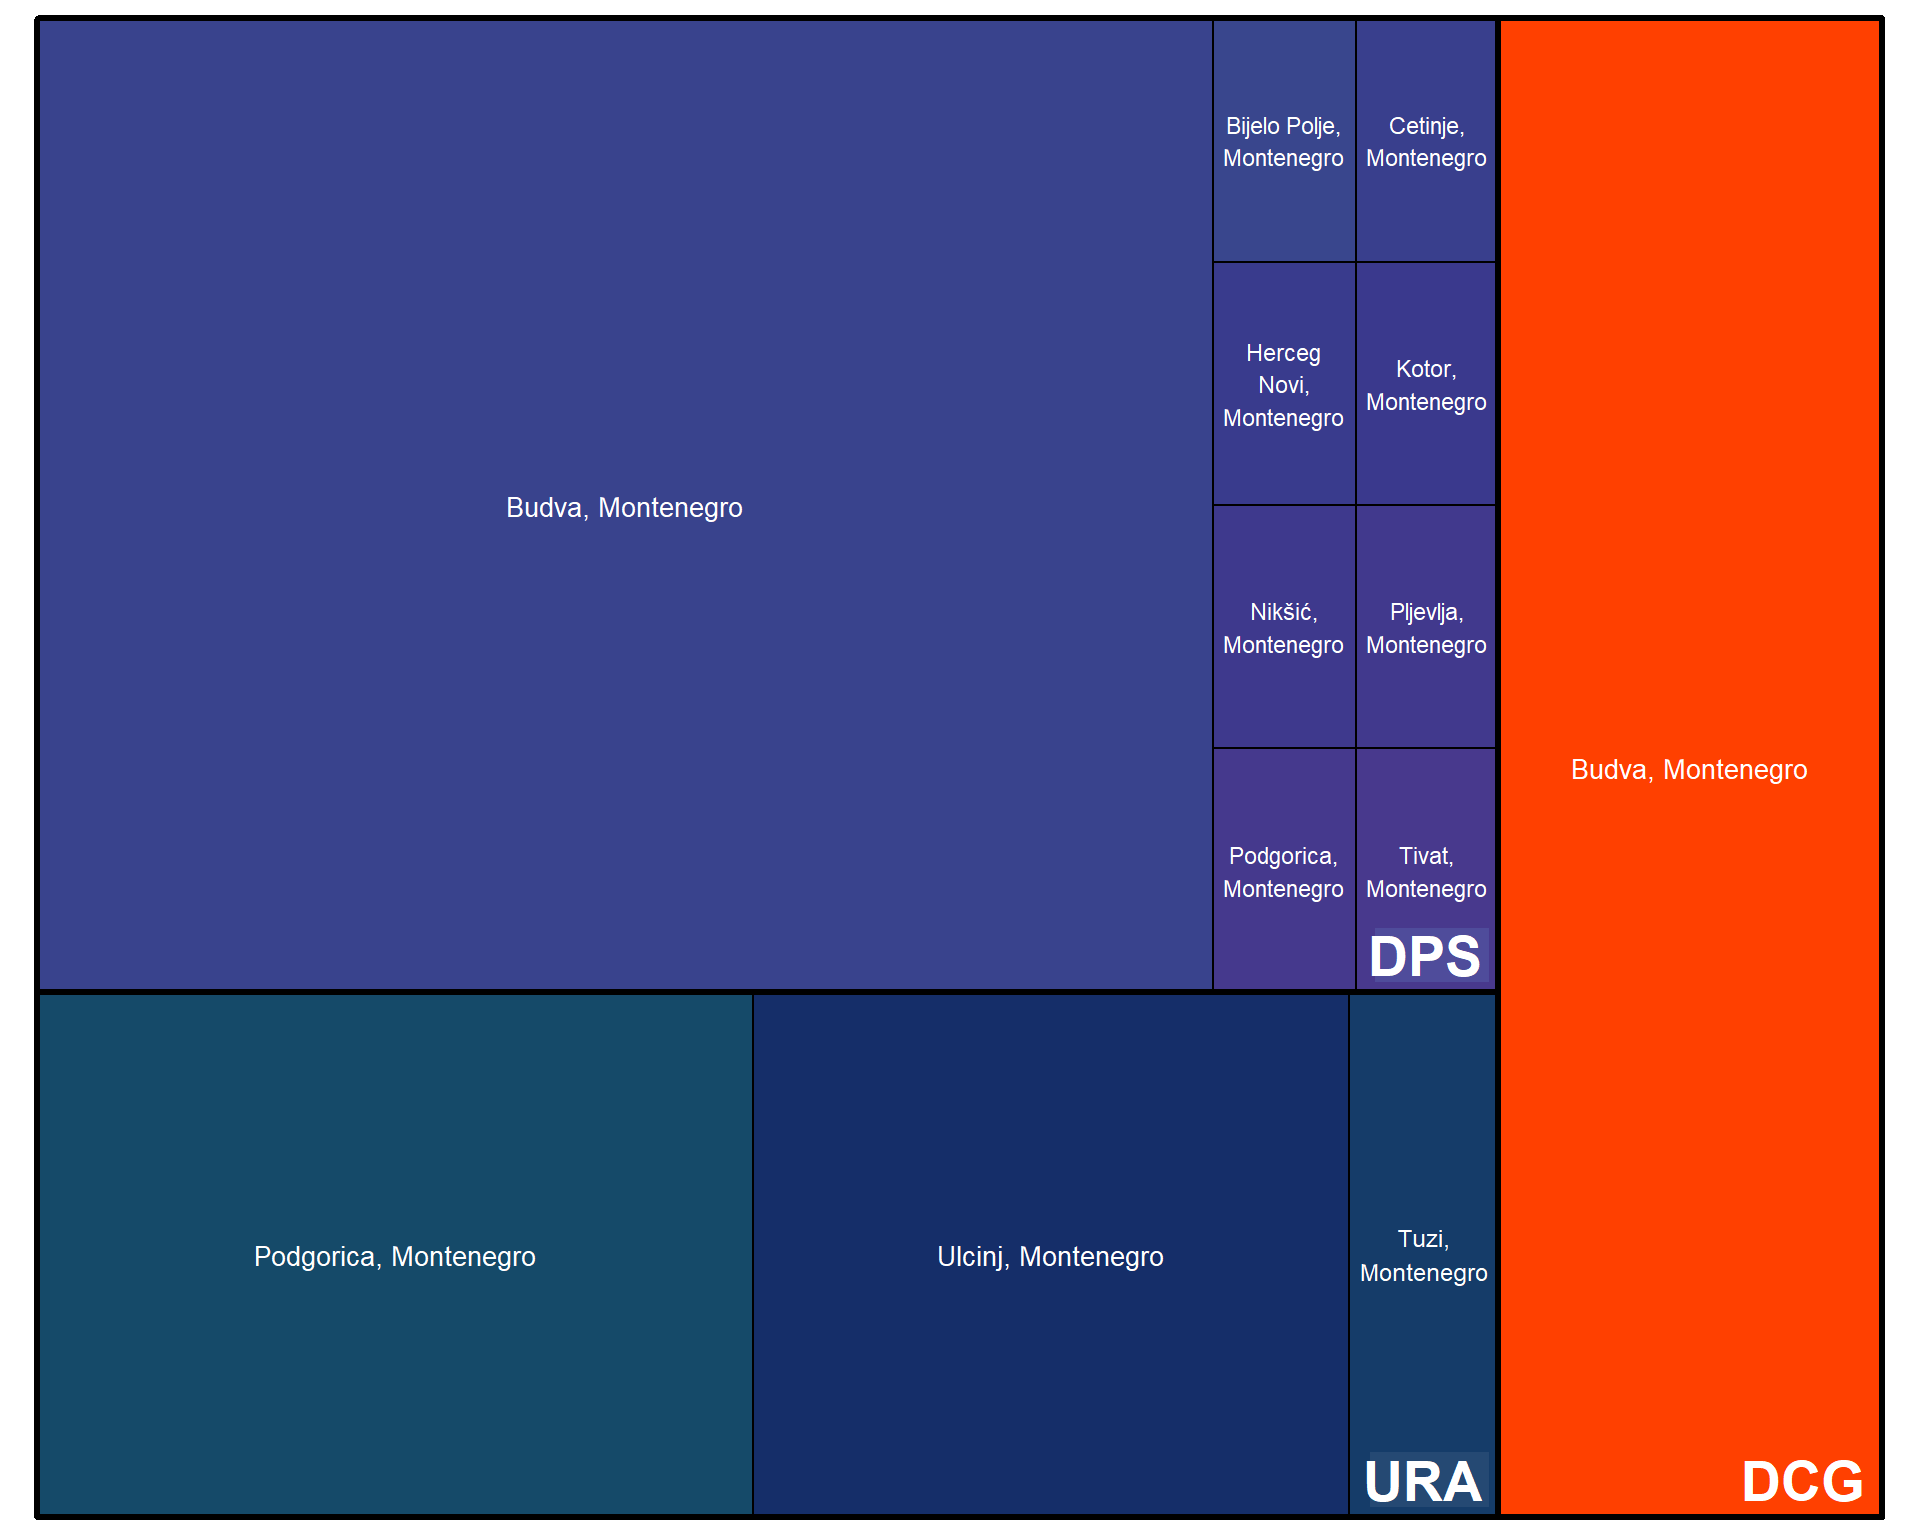 Budva, Montenegro
Bijelo Polje,
Montenegro
Cetinje,
Montenegro
Herceg
Novi,
Montenegro
Kotor,
Montenegro
Nikšić,
Montenegro
Pljevlja,
Montenegro
Podgorica,
Montenegro
Tivat,
Montenegro
DPS
Budva, Montenegro
DCG
Podgorica, Montenegro
Ulcinj, Montenegro
Tuzi,
Montenegro
URA